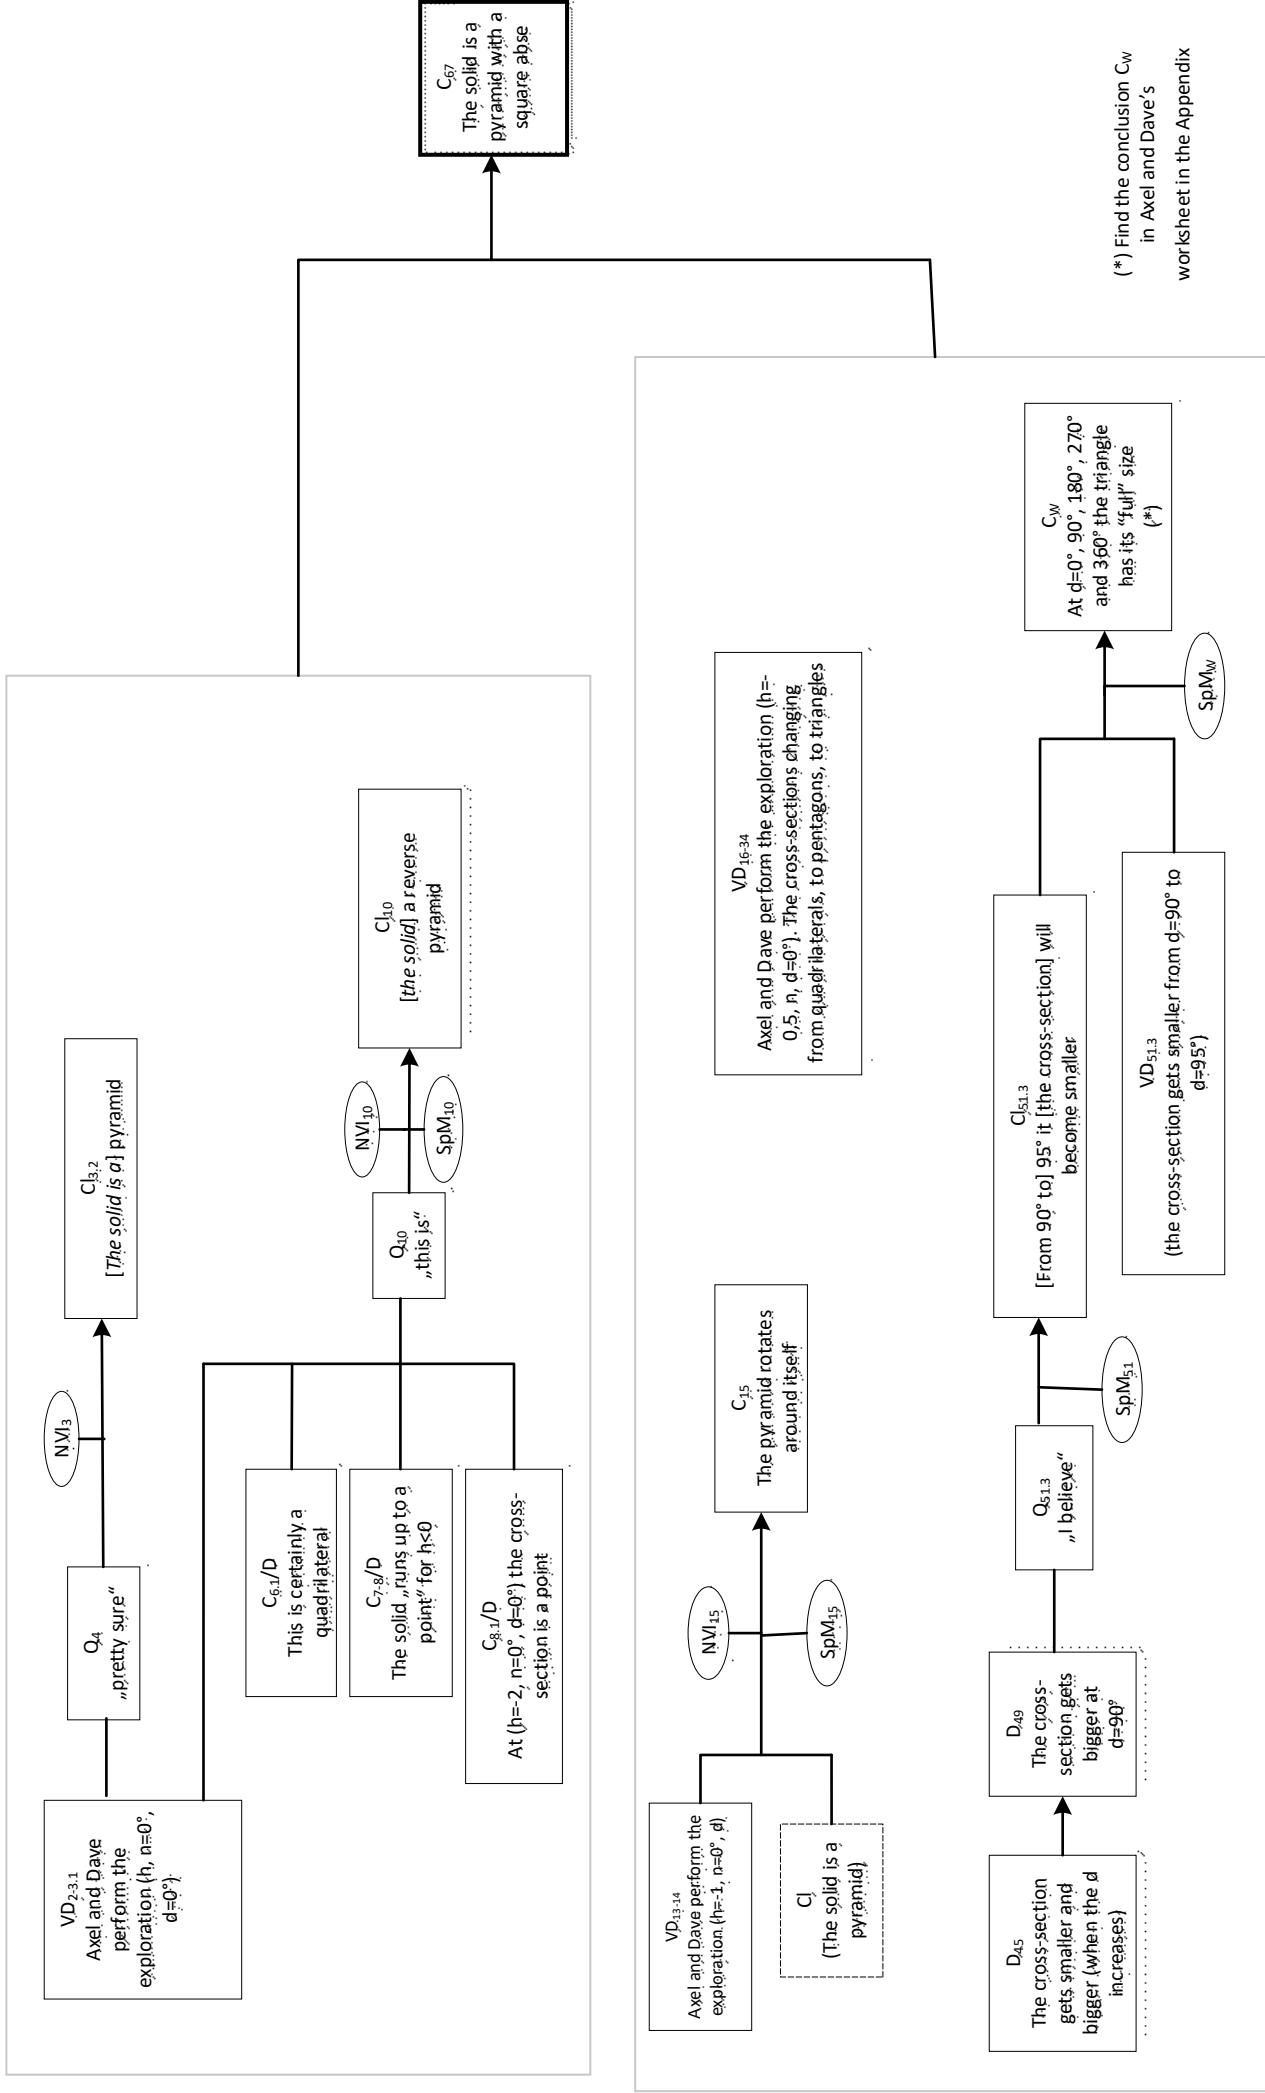 VD2-3.1
Axel and Dave
perform the
exploration (h, n=0°,
d=0°)
Q4
„pretty sure“
NVI3
Cl3.2
[The solid is a] pyramid
C6.1/D
This is certainly a
quadrilateral
C7-8/D
The solid „runs up to a
point“ for h<0
C8.1/D
At (h=-2, n=0°, d=0°) the cross-
section is a point
Q10
„this is“
NVI10
SpM10
Cl10
[the solid] a reverse
pyramid
VD13-14
Axel and Dave perform the
exploration (h=-1, n=0°, d)
Cl
(The solid is a
pyramid)
NVI15
SpM15
C15
The pyramid rotates
around itself
VD16-34
Axel and Dave perform the exploration (h=-
0,5, n, d=0°). The cross-sections changing
from quadrilaterals, to pentagons, to triangles
D45
The cross-section
gets smaller and
bigger (when the d
increases)
D49
The cross-
section gets
bigger at
d=90°
Q51.3
„I believe“
SpM51
Cl51.3
[From 90° to] 95° it [the cross-section] will
become smaller
VD51.3
(the cross-section gets smaller from d=90° to
d=95°)
SpMW
CW
At d=0°, 90°, 180°, 270°
and 360° the triangle
has its “full” size
(*)
C67
The solid is a
pyramid with a
square abse
(*) Find the conclusion CW
in Axel and Dave’s
worksheet in the Appendix